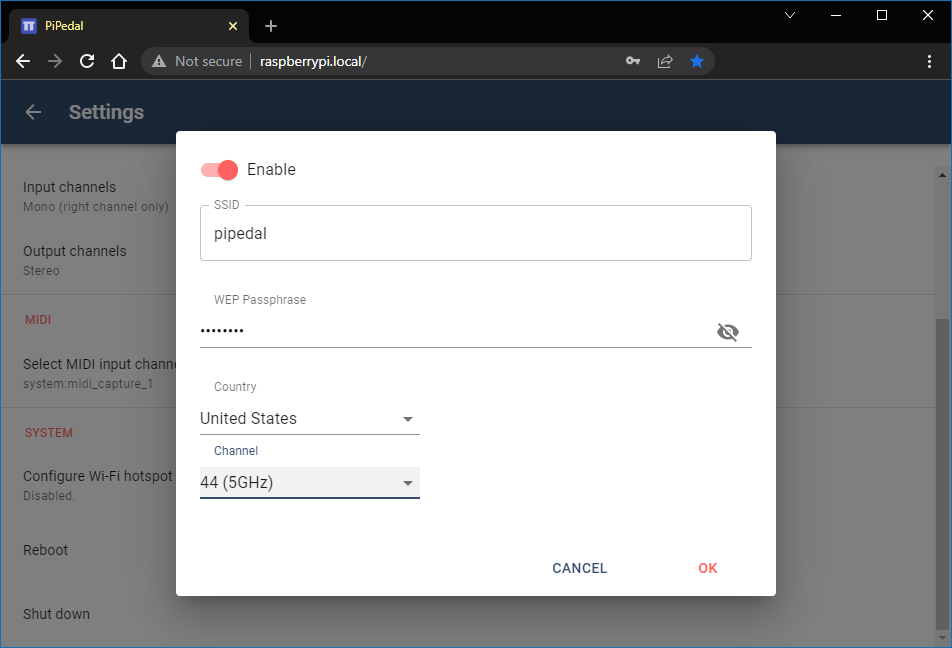 PiPedal
Not secure
raspberrypi.local/
Settings
Input channels
Mono (right channel only)
Output channels
Stereo
MIDI
Select MIDI input
system:midi_capture_1
SYSTEM
Configure Wi-Fi hotspot
Disabled.
Reboot
Shut down
Enable
SSID
pipedal
WEP Passphrase
••••••••
Country
United States
Channel
44 (5GHz)
CANCEL
OK